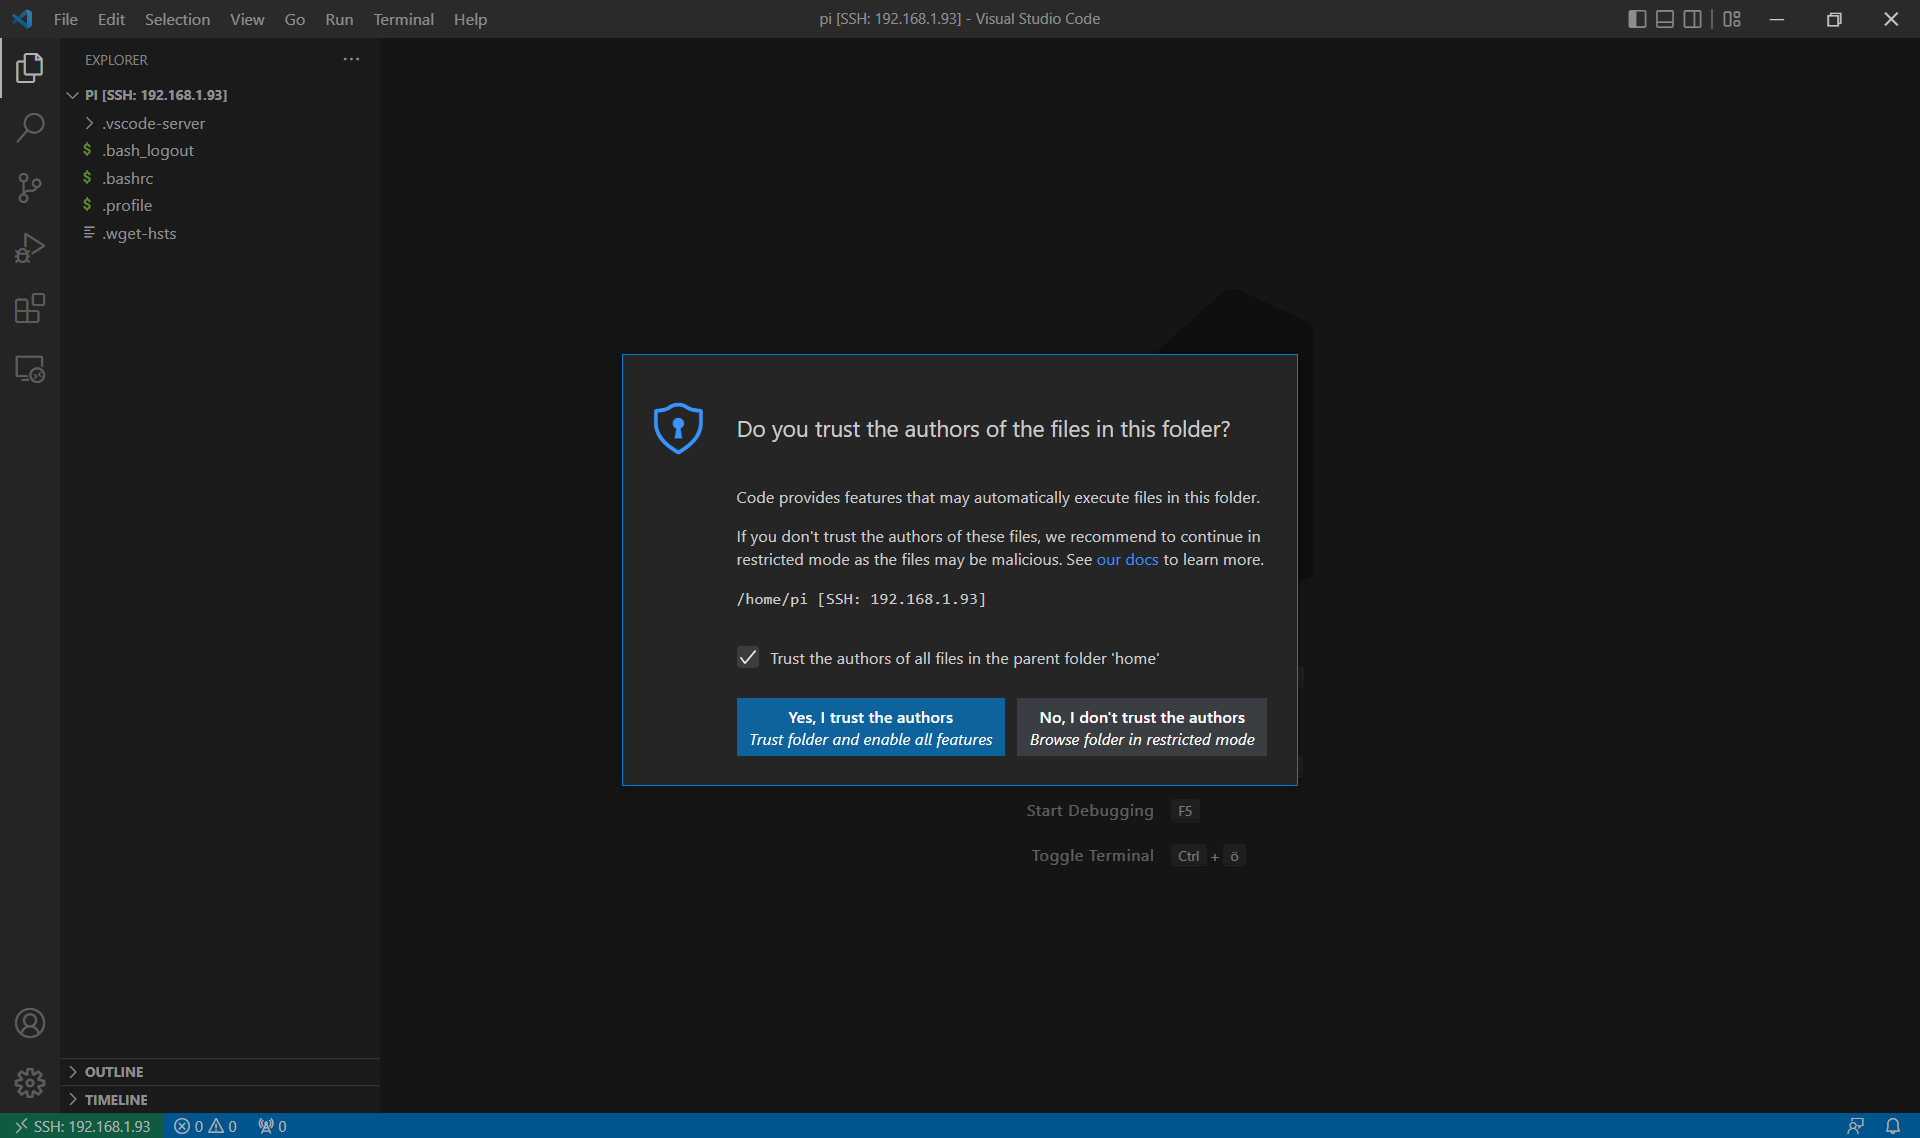 File Edit Selection View Go Run Terminal Help
pi [SSH: 192.168.1.93] - Visual Studio Code
EXPLORER
PI [SSH: 192.168.1.93]
.vscode-server
$ .bash_logout
$ .bashrc
$ .profile
.wget-hsts
Do you trust the authors of the files in this folder?
Code provides features that may automatically execute files in this folder.
If you don't trust the authors of these files, we recommend to continue in
restricted mode as the files may be malicious. See our docs to learn more.
/home/pi [SSH: 192.168.1.93]
Trust the authors of all files in the parent folder 'home'
Yes, I trust the authors
Trust folder and enable all features
No, I don't trust the authors
Browse folder in restricted mode
Start Debugging F5
Toggle Terminal Ctrl + ö
OUTLINE
TIMELINE
SSH: 192.168.1.93 0 0 0